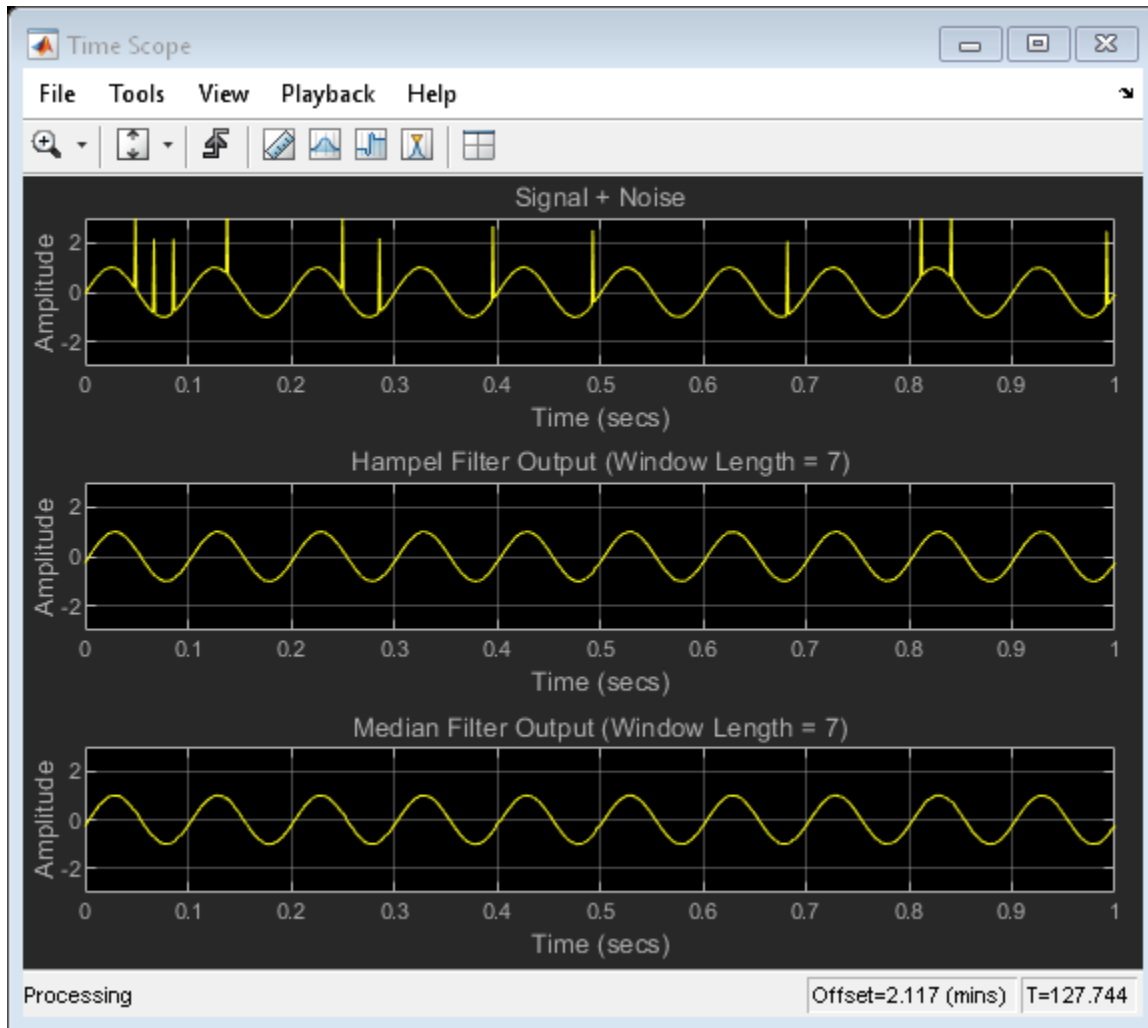 Time Scope
File Tools View Playback Help
Signal + Noise
Amplitude
2
0
-2
0 0.1 0.2 0.3 0.4 0.5 0.6 0.7 0.8 0.9 1
Time (secs)
Hampel Filter Output (Window Length = 7)
Amplitude
2
0
-2
0 0.1 0.2 0.3 0.4 0.5 0.6 0.7 0.8 0.9 1
Time (secs)
Median Filter Output (Window Length = 7)
Amplitude
2
0
-2
0 0.1 0.2 0.3 0.4 0.5 0.6 0.7 0.8 0.9 1
Time (secs)
Processing Offset=2.117 (mins) T=127.744